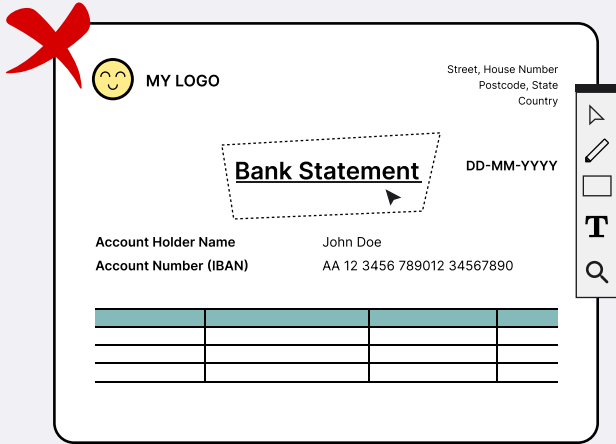 MY LOGO
Street, House Number
Postcode, State
Country
Bank Statement
DD-MM-YYYY
Account Holder Name John Doe
Account Number (IBAN) AA 12 3456 789012 34567890
T